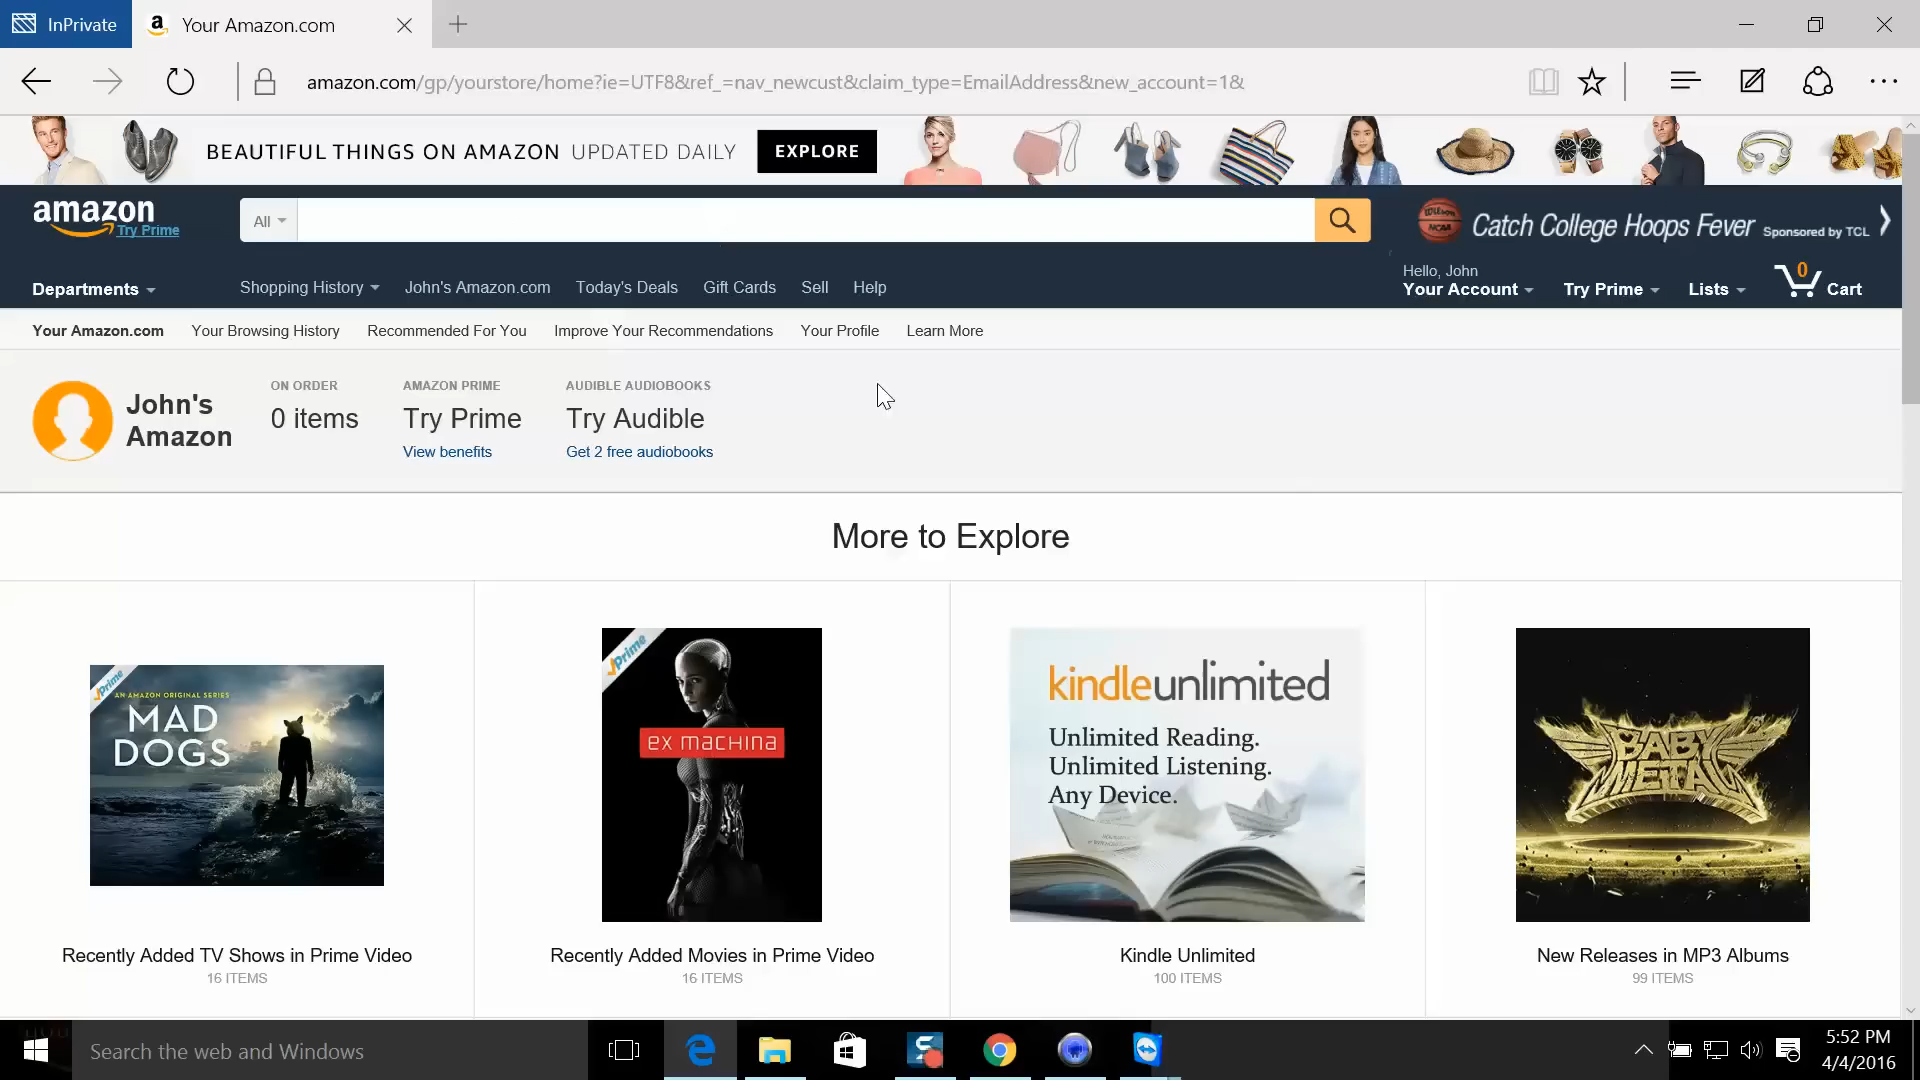 InPrivate
a Your Amazon.com
amazon.com/gp/yourstore/home?ie=UTF8&ref_=nav_newcust&claim_type=EmailAddress&new_account=1&
BEAUTIFUL THINGS ON AMAZON UPDATED DAILY EXPLORE
amazon
Try Prime
All
Wilson
NCAA
Catch College Hoops Fever Sponsored by TCL
Departments
Shopping History John's Amazon.com Today's Deals Gift Cards Sell Help
Hello, John
Your Account Try Prime Lists 0 Cart
Your Amazon.com Your Browsing History Recommended For You Improve Your Recommendations Your Profile Learn More
John's
Amazon
ON ORDER
0 items
AMAZON PRIME
Try Prime
View benefits
AUDIBLE AUDIOBOOKS
Try Audible
Get 2 free audiobooks
More to Explore
Prime
AN AMAZON ORIGINAL SERIES
MAD
DOGS
Recently Added TV Shows in Prime Video
16 ITEMS
Prime
ex machina
Recently Added Movies in Prime Video
16 ITEMS
kindleunlimited
Unlimited Reading.
Unlimited Listening.
Any Device.
Kindle Unlimited
100 ITEMS
BABY
METAL
New Releases in MP3 Albums
99 ITEMS
Search the web and Windows
5:52 PM
4/4/2016